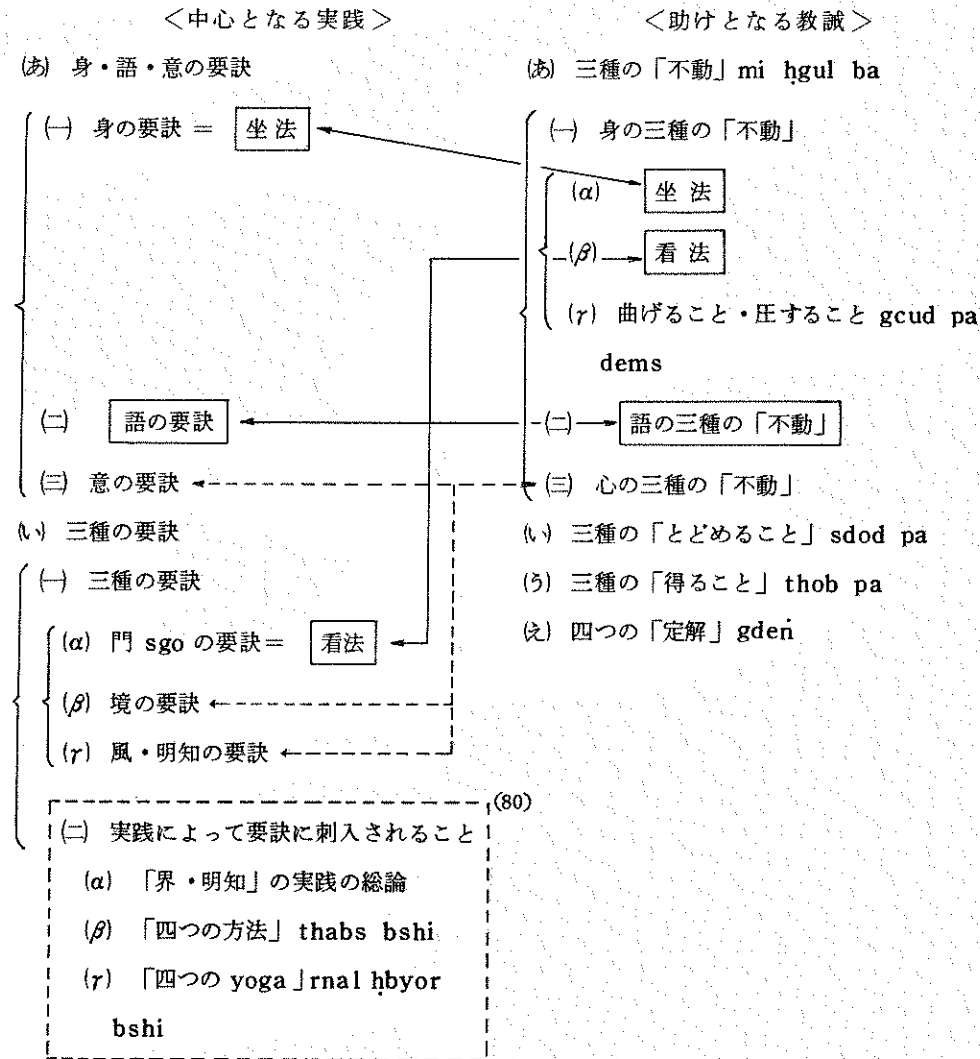 <中心となる実践>
(あ) 身・語・意の要訣
(一) 身の要訣 = 坐法
(二) 語の要訣
(三) 意の要訣
(い) 三種の要訣
(一) 三種の要訣
(α) 門 sgo の要訣= 看法
(β) 境の要訣
(γ) 風・明知の要訣
(80)
(二) 実践によって要訣に刺入されること
(α) 「界・明知」の実践の総論
(β) 「四つの方法」 thabs bshi
(γ) 「四つの yoga」rnal ḥbyor
bshi
<助けとなる教誡>
(あ) 三種の「不動」 mi ḥgul ba
(一) 身の三種の「不動」
(α) 坐法
(β) 看法
(γ) 曲げること・圧すること gcud pa
dems
(二) 語の三種の「不動」
(三) 心の三種の「不動」
(い) 三種の「とどめること」 sdod pa
(う) 三種の「得ること」 thob pa
(え) 四つの「定解」 gdeṅ